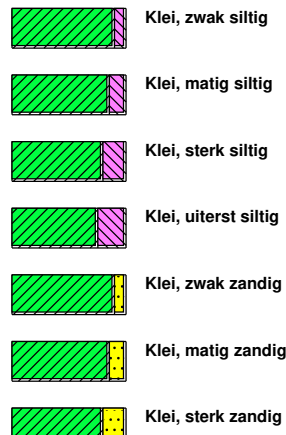 Klei, zwak siltig
Klei, matig siltig
Klei, sterk siltig
Klei, uiterst siltig
Klei, zwak zandig
Klei, matig zandig
Klei, sterk zandig